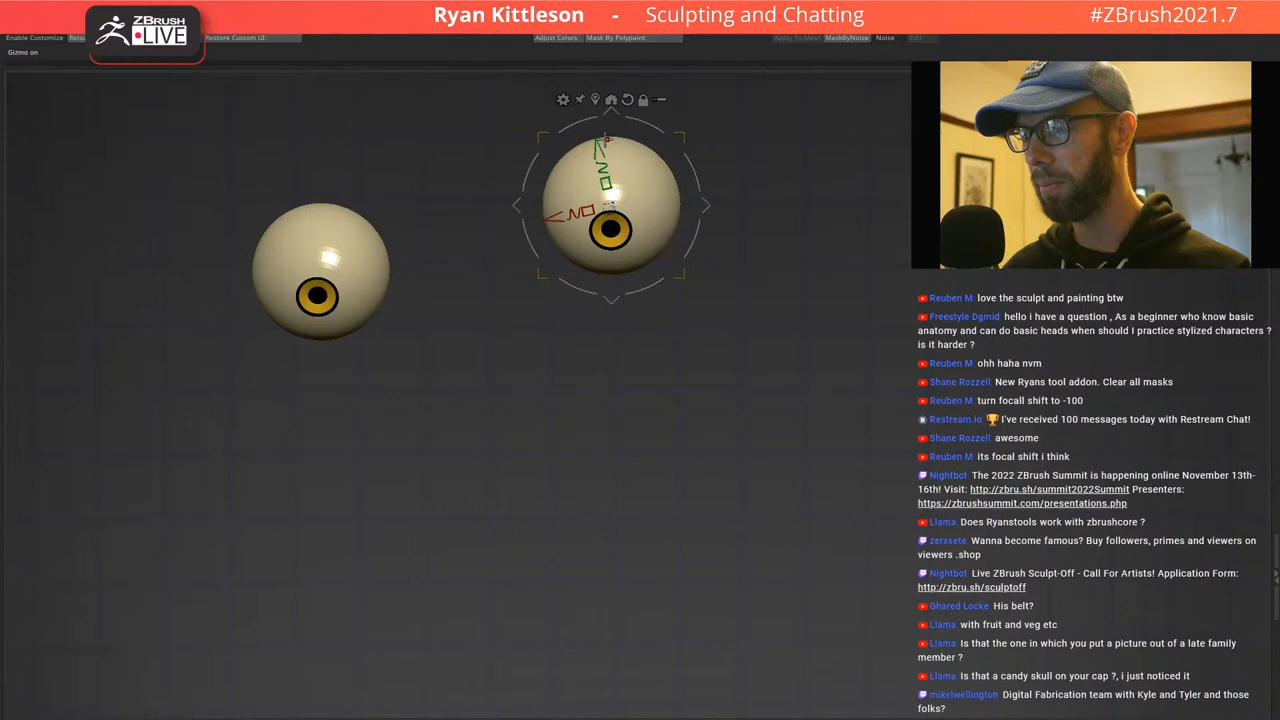 Ryan Kittleson - Sculpting and Chatting #ZBrush2021.7
ZBRUSH
LIVE
Enable Customize Reloa Restore Custom UI Adjust Colors Mask By Polypaint Apply To Mesh MaskByNoise Noise Edit
Gizmo on
Reuben M: love the sculpt and painting btw
Freestyle Dgmid: hello i have a question , As a beginner who know basic
anatomy and can do basic heads when should I practice stylized characters ?
is it harder ?
Reuben M: ohh haha nvm
Shane Rozzell: New Ryans tool addon. Clear all masks
Reuben M: turn focall shift to -100
Restream.io: 🏆 I've received 100 messages today with Restream Chat!
Shane Rozzell: awesome
Reuben M: its focal shift i think
Nightbot: The 2022 ZBrush Summit is happening online November 13th-
16th! Visit: http://zbru.sh/summit2022Summit Presenters:
https://zbrushsummit.com/presentations.php
Llama: Does Ryanstools work with zbrushcore ?
zerxsete: Wanna become famous? Buy followers, primes and viewers on
viewers .shop
Nightbot: Live ZBrush Sculpt-Off - Call For Artists! Application Form:
http://zbru.sh/sculptoff
Ghared Locke: His belt?
Llama: with fruit and veg etc
Llama: Is that the one in which you put a picture out of a late family
member ?
Llama: Is that a candy skull on your cap ?, i just noticed it
mikelwellington: Digital Fabrication team with Kyle and Tyler and those
folks?